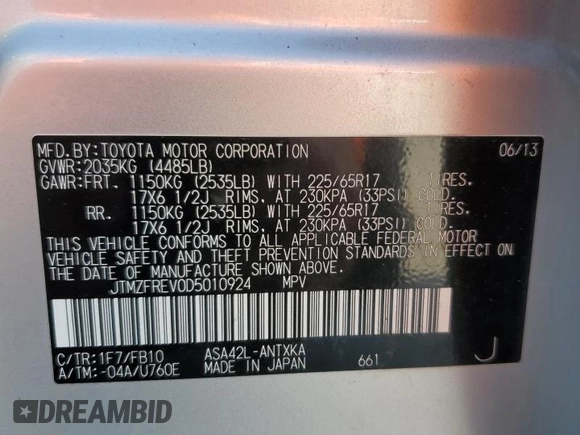 MFD.BY:TOYOTA MOTOR CORPORATION 06/13
GVWR:2035KG (4485LB)
GAWR:FRT. 1150KG (2535LB) WITH 225/65R17 TIRES.
17X6 1/2J RIMS. AT 230KPA (33PSI) COLD.
RR. 1150KG (2535LB) WITH 225/65R17 TIRES.
17X6 1/2J RIMS. AT 230KPA (33PSI) COLD.
THIS VEHICLE CONFORMS TO ALL APPLICABLE FEDERAL MOTOR
VEHICLE SAFETY AND THEFT PREVENTION STANDARDS IN EFFECT ON
THE DATE OF MANUFACTURE SHOWN ABOVE.
JTMZFREV0D5010924 MPV
C/TR:1F7/FB10 ASA42L-ANTXKA J
A/TM:-04A/U760E MADE IN JAPAN 661
DREAMBID